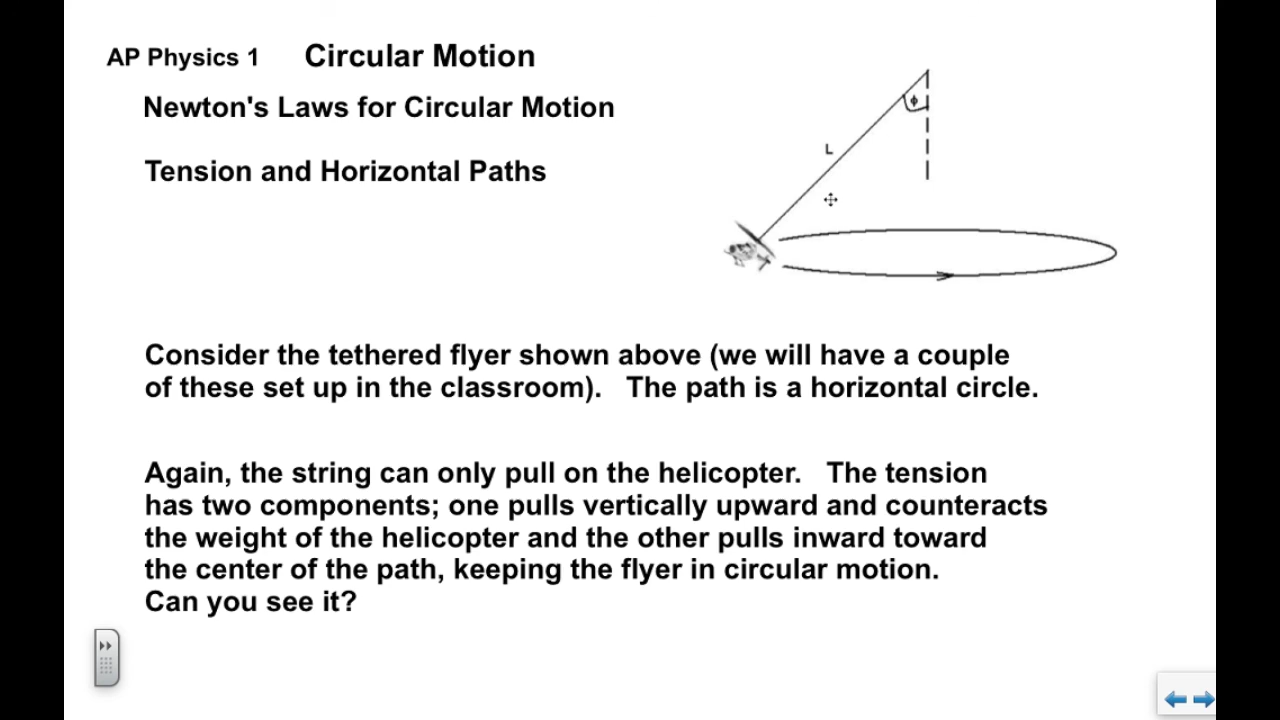 AP Physics 1 Circular Motion
Newton's Laws for Circular Motion
Tension and Horizontal Paths
ϕ
L
Consider the tethered flyer shown above (we will have a couple
of these set up in the classroom). The path is a horizontal circle.
Again, the string can only pull on the helicopter. The tension
has two components; one pulls vertically upward and counteracts
the weight of the helicopter and the other pulls inward toward
the center of the path, keeping the flyer in circular motion.
Can you see it?